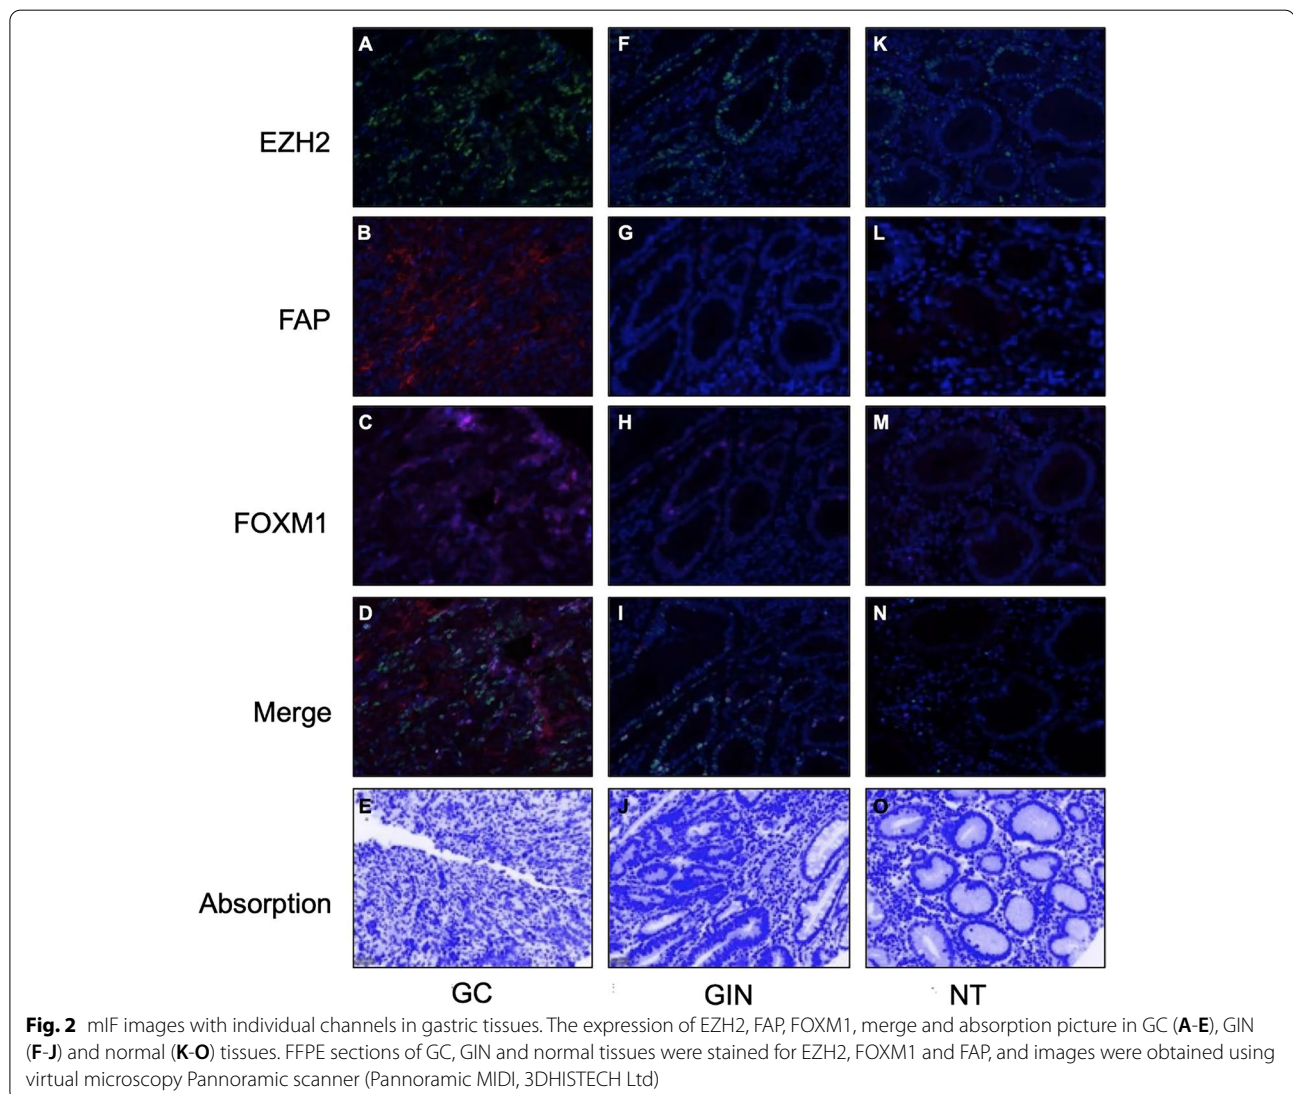 A F K
EZH2
B G L
FAP
C H M
FOXM1
D I N
Merge
E J O
Absorption
GC GIN NT
Fig. 2 mIF images with individual channels in gastric tissues. The expression of EZH2, FAP, FOXM1, merge and absorption picture in GC (A-E), GIN
(F-J) and normal (K-O) tissues. FFPE sections of GC, GIN and normal tissues were stained for EZH2, FOXM1 and FAP, and images were obtained using
virtual microscopy Pannoramic scanner (Pannoramic MIDI, 3DHISTECH Ltd)